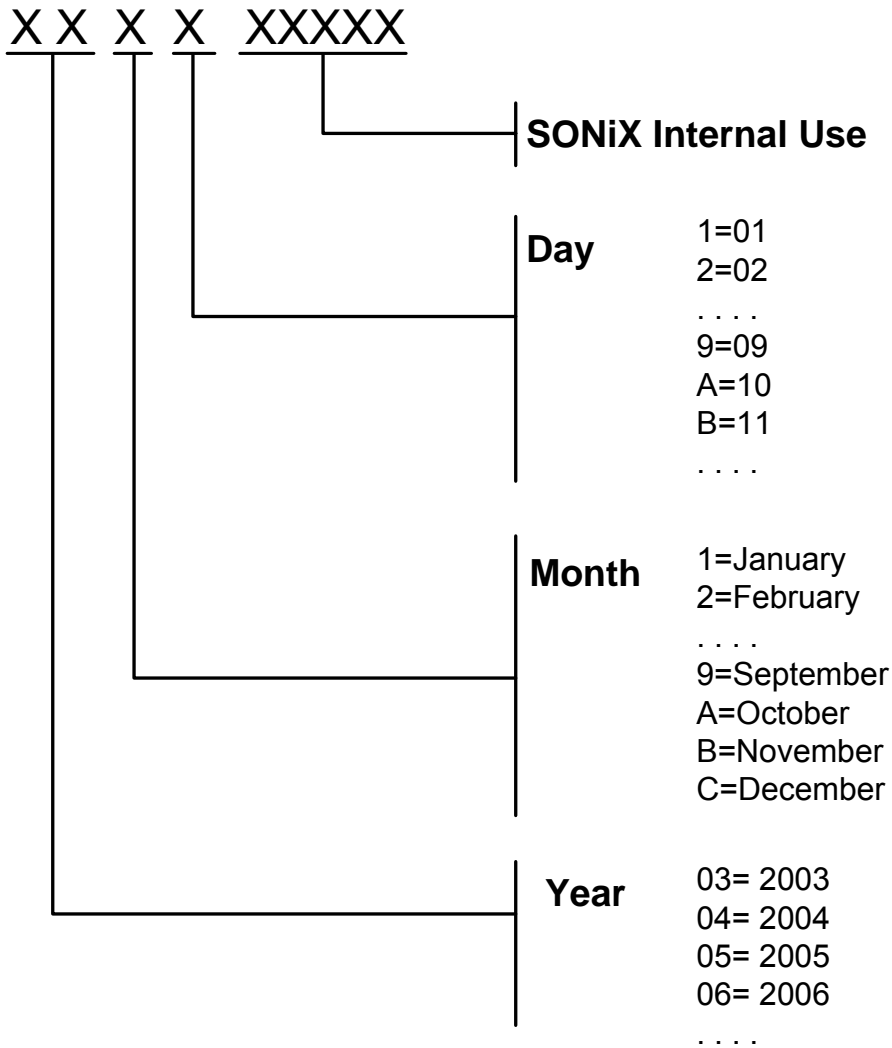 X X X X XXXXX
SONiX Internal Use
Day
1=01
2=02
. . . .
9=09
A=10
B=11
. . . .
Month
1=January
2=February
. . . .
9=September
A=October
B=November
C=December
Year
03= 2003
04= 2004
05= 2005
06= 2006
. . . .